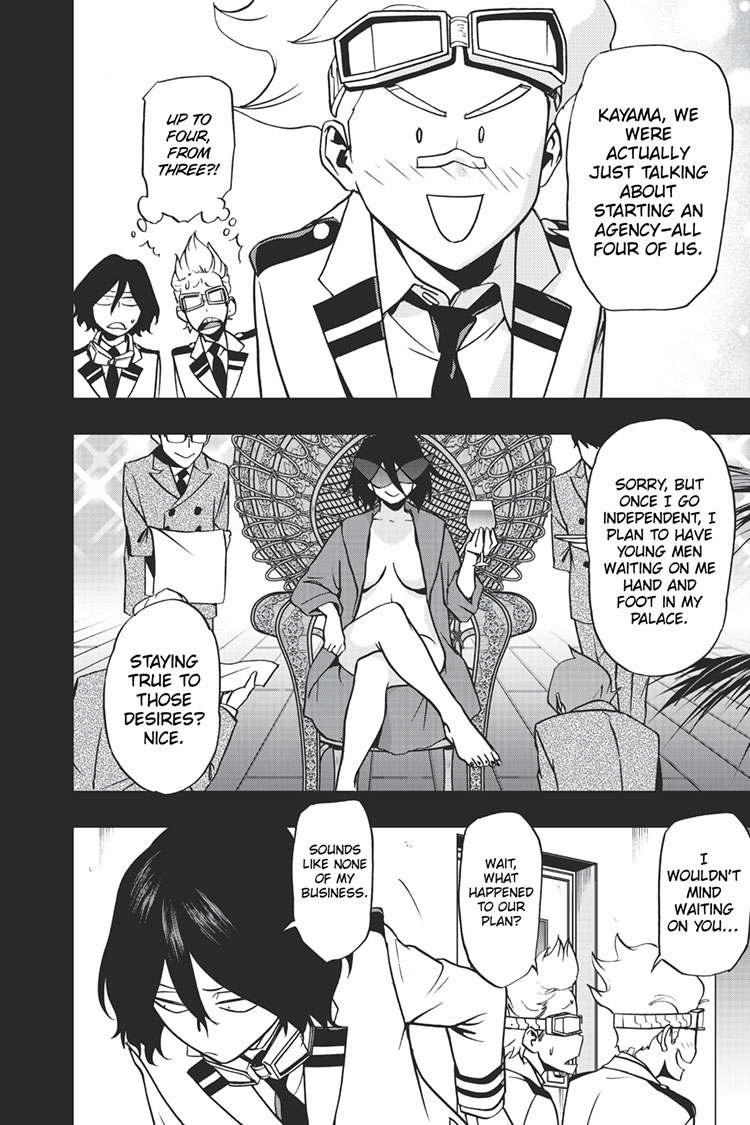 KAYAMA, WE
WERE
ACTUALLY
JUST TALKING
ABOUT
STARTING AN
AGENCY–ALL
FOUR OF US.
UP TO
FOUR,
FROM
THREE?!
SORRY, BUT
ONCE I GO
INDEPENDENT, I
PLAN TO HAVE
YOUNG MEN
WAITING ON ME
HAND AND
FOOT IN MY
PALACE.
STAYING
TRUE TO
THOSE
DESIRES?
NICE.
I
WOULDN'T
MIND
WAITING
ON YOU...
WAIT,
WHAT
HAPPENED
TO OUR
PLAN?
SOUNDS
LIKE NONE
OF MY
BUSINESS.